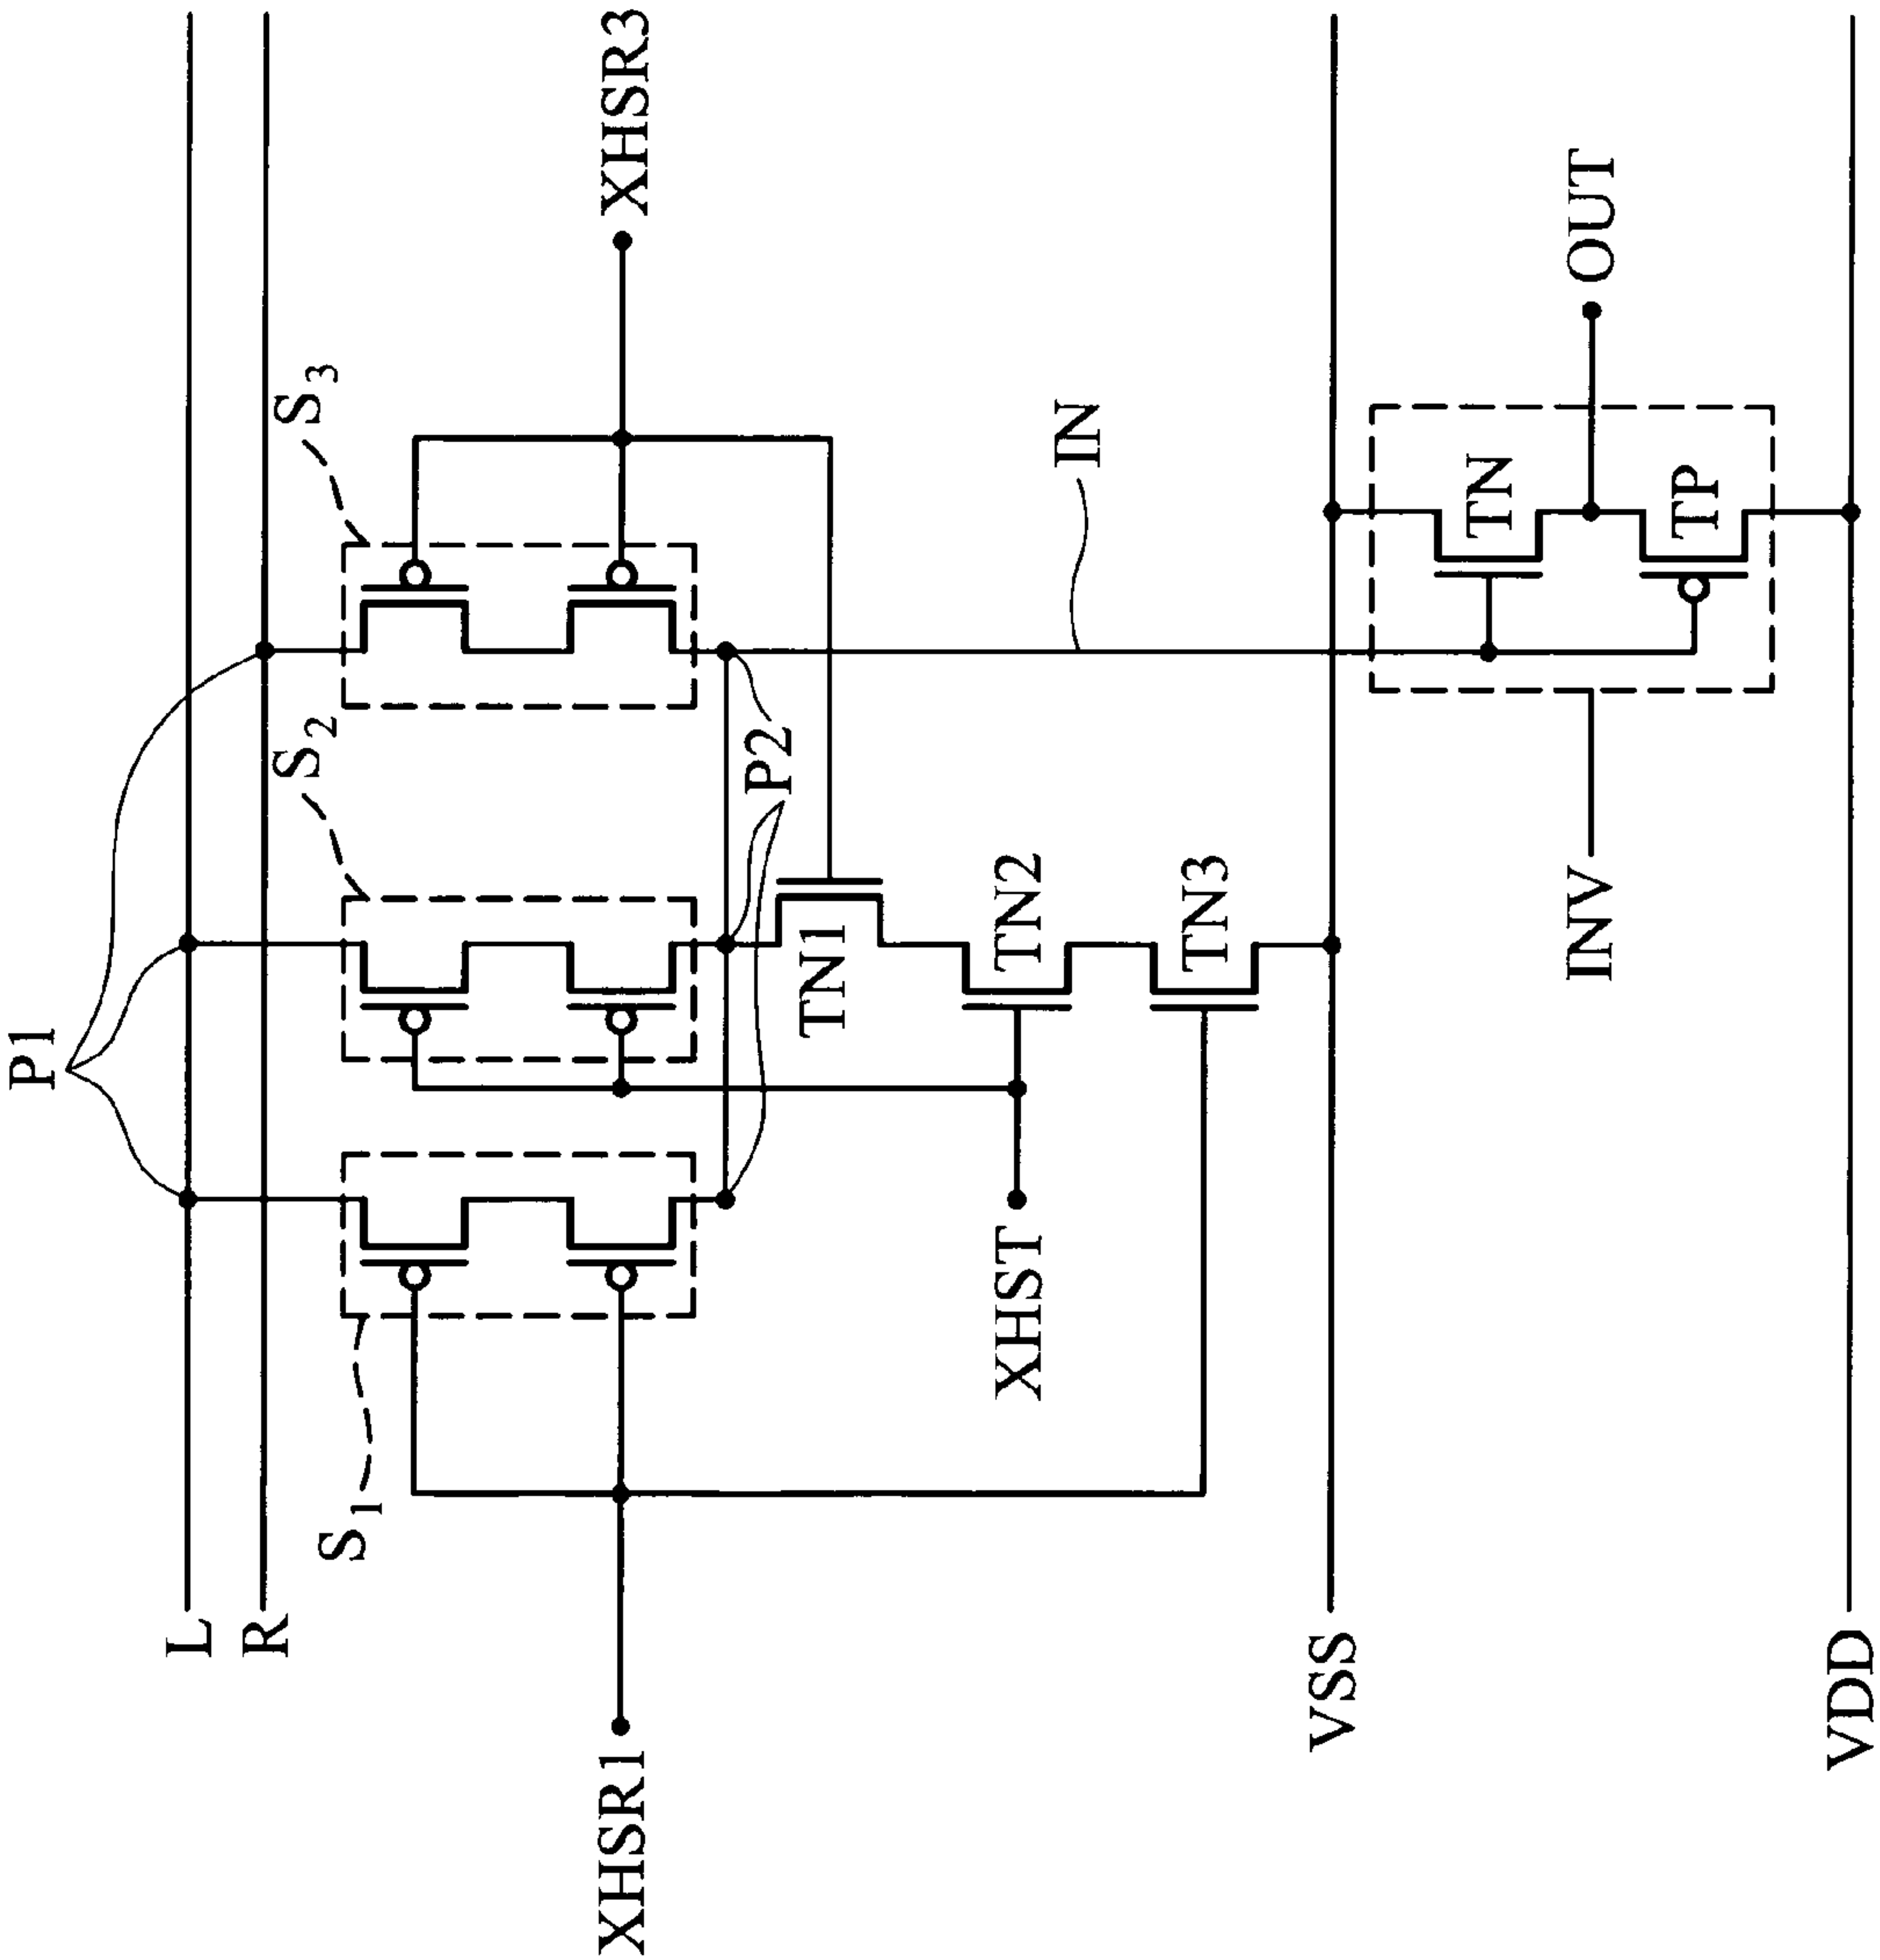 P1
L
R
S1
S2
S3
XHSR1
XHSR3
P2
TN1
XHST
TN2
TN3
IN
VSS
INV
TN
TP
OUT
VDD